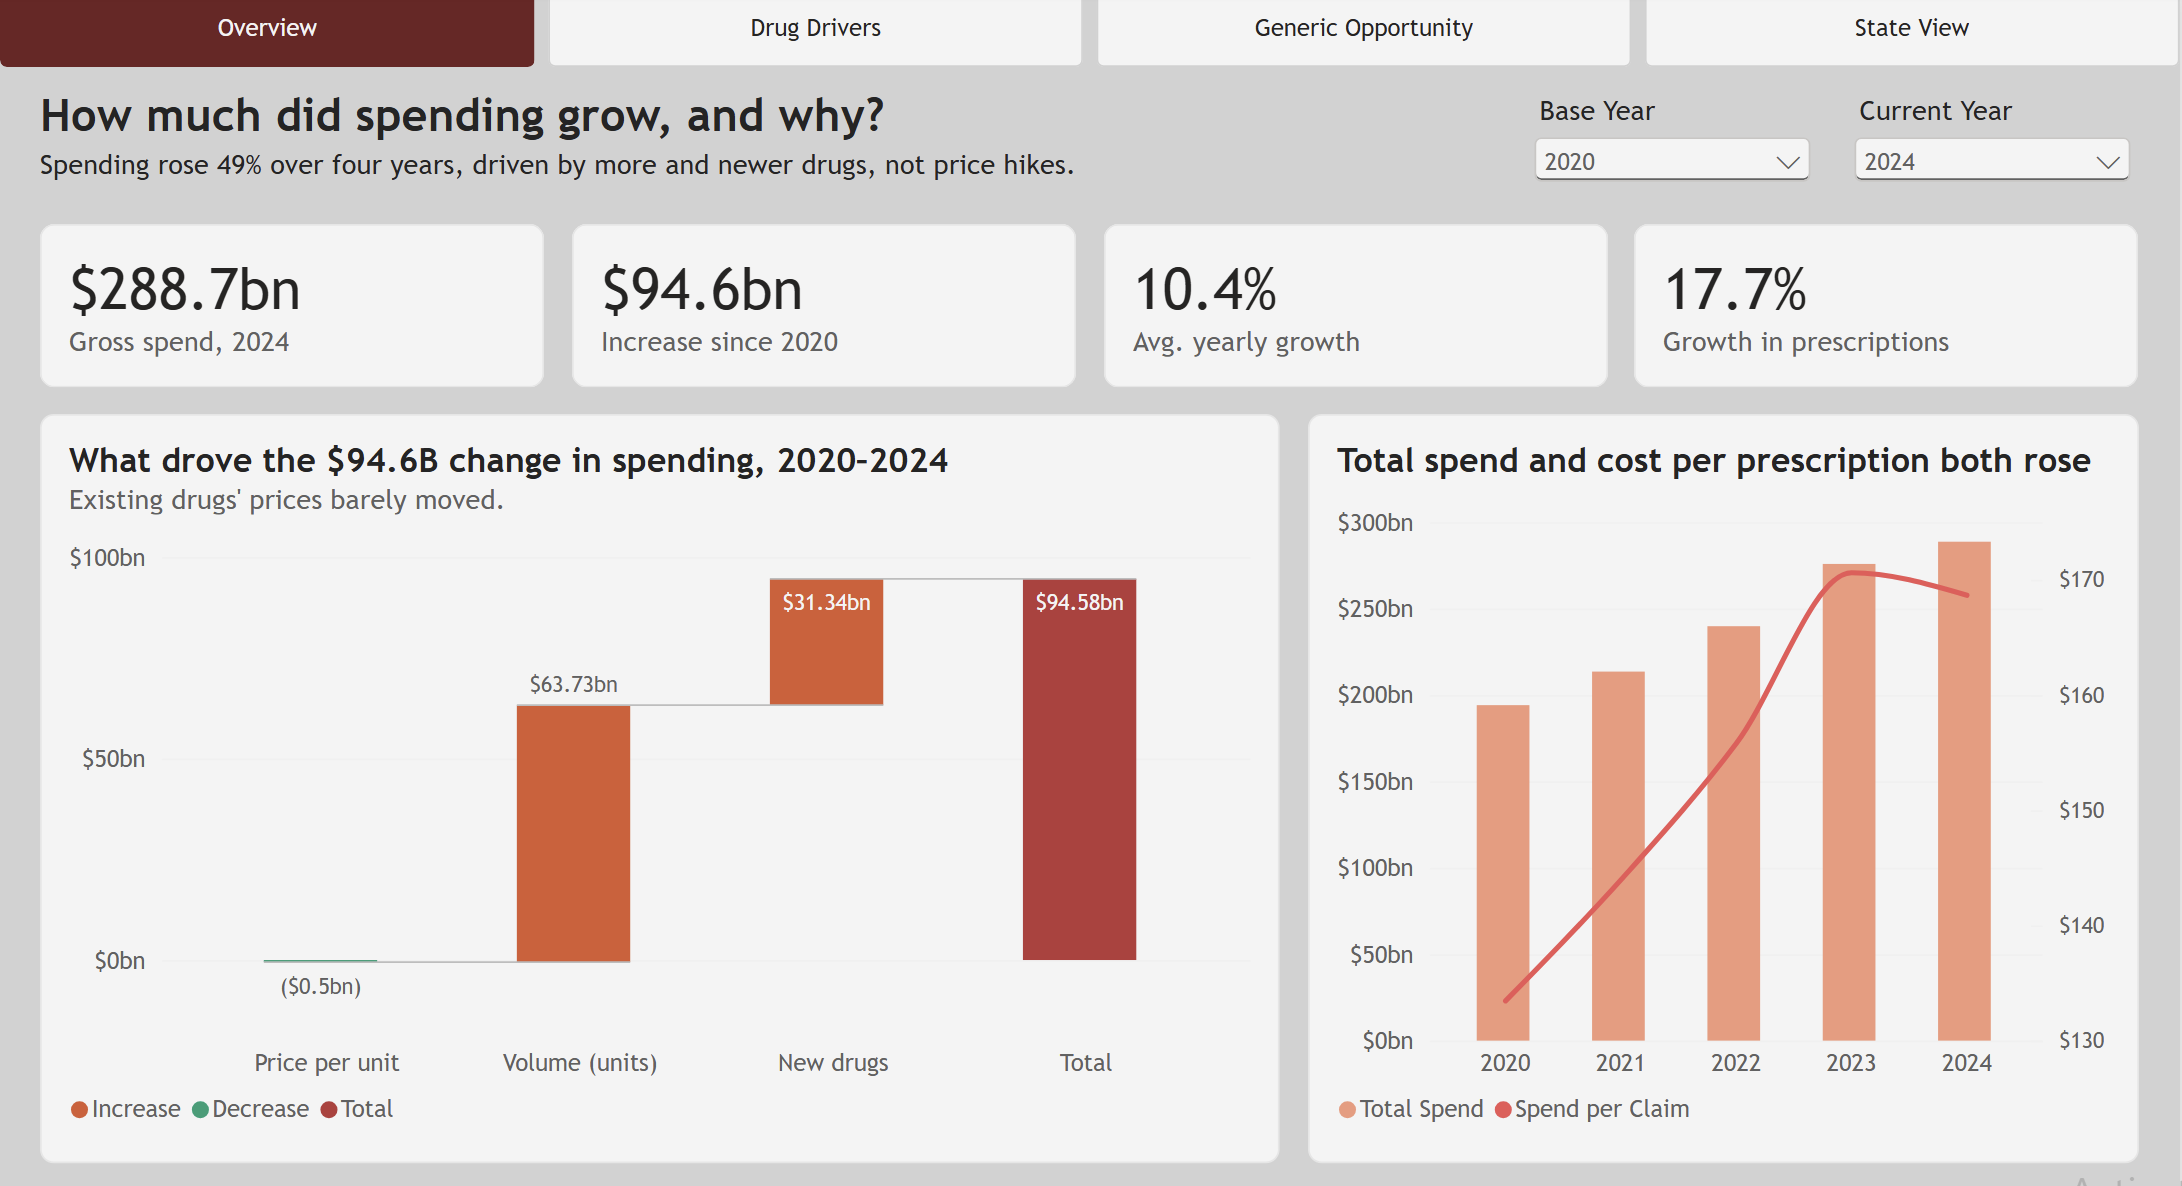 Overview
Drug Drivers
Generic Opportunity
State View
How much did spending grow, and why?
Spending rose 49% over four years, driven by more and newer drugs, not price hikes.
Base Year
Current Year
2020
2024
$288.7bn
Gross spend, 2024
$94.6bn
Increase since 2020
10.4%
Avg. yearly growth
17.7%
Growth in prescriptions
What drove the $94.6B change in spending, 2020-2024
Existing drugs' prices barely moved.
$100bn
$50bn
$0bn
($0.5bn)
$63.73bn
$31.34bn
$94.58bn
Price per unit
Volume (units)
New drugs
Total
Increase
Decrease
Total
Total spend and cost per prescription both rose
$300bn
$250bn
$200bn
$150bn
$100bn
$50bn
$0bn
$170
$160
$150
$140
$130
2020
2021
2022
2023
2024
Total Spend
Spend per Claim